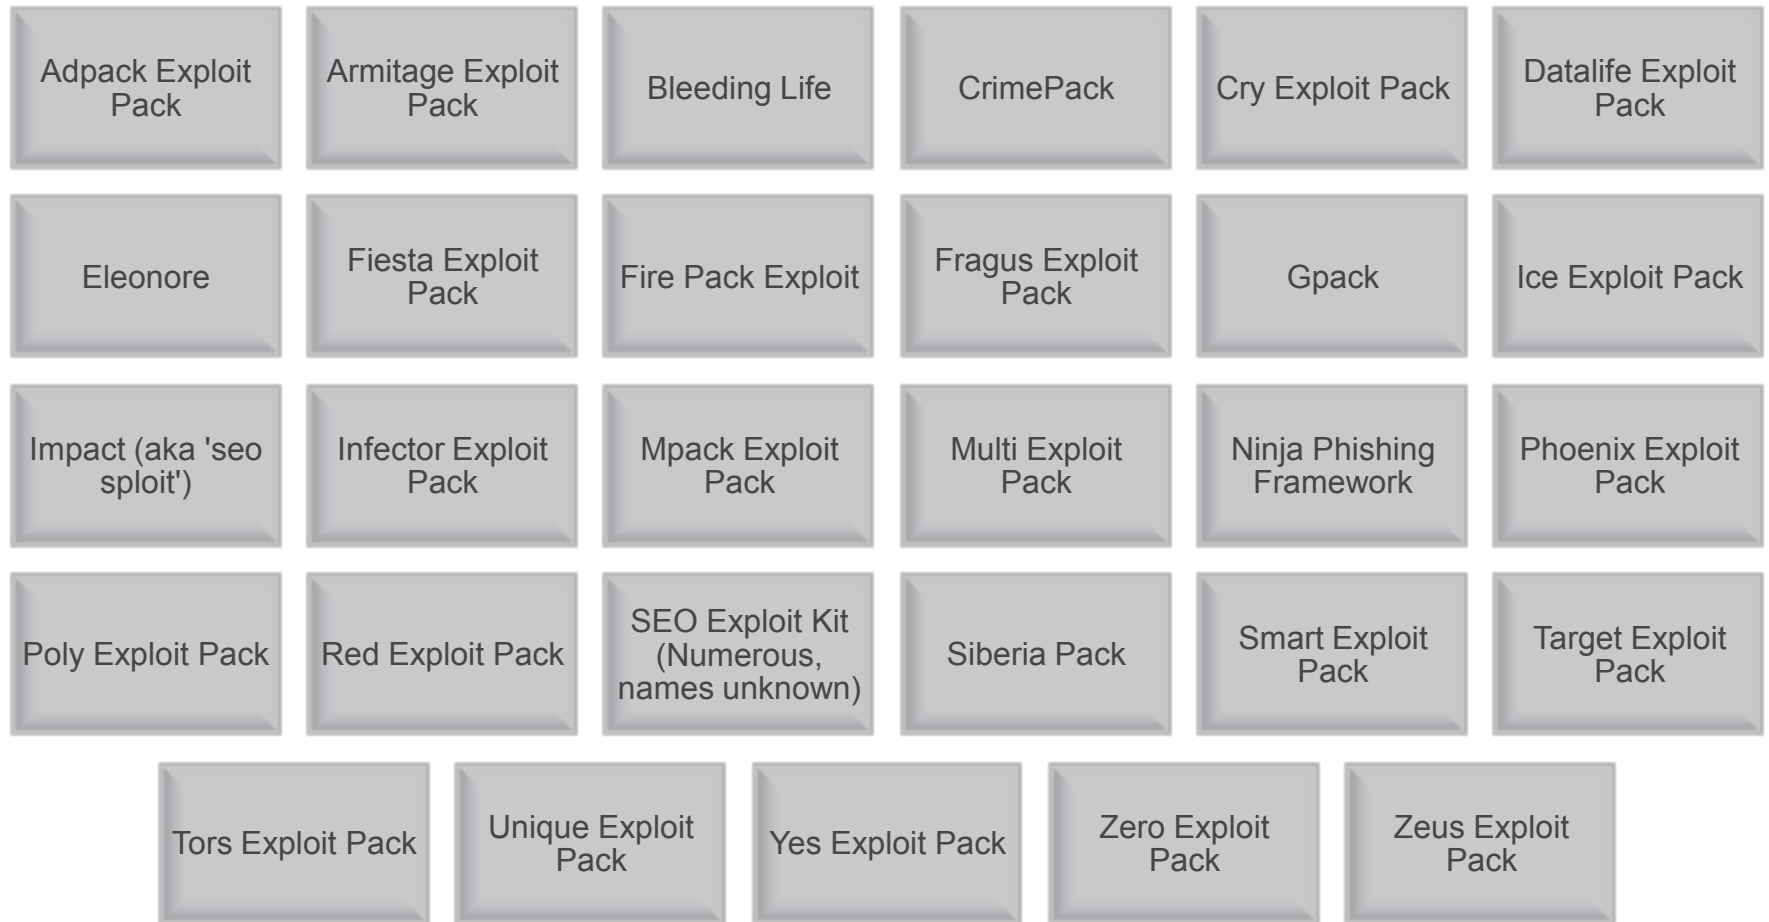 Adpack Exploit
Pack
Armitage Exploit
Pack
Bleeding Life
CrimePack
Cry Exploit Pack
Datalife Exploit
Pack
Eleonore
Fiesta Exploit
Pack
Fire Pack Exploit
Fragus Exploit
Pack
Gpack
Ice Exploit Pack
Impact (aka 'seo
sploit')
Infector Exploit
Pack
Mpack Exploit
Pack
Multi Exploit
Pack
Ninja Phishing
Framework
Phoenix Exploit
Pack
Poly Exploit Pack
Red Exploit Pack
SEO Exploit Kit
(Numerous,
names unknown)
Siberia Pack
Smart Exploit
Pack
Target Exploit
Pack
Tors Exploit Pack
Unique Exploit
Pack
Yes Exploit Pack
Zero Exploit
Pack
Zeus Exploit
Pack